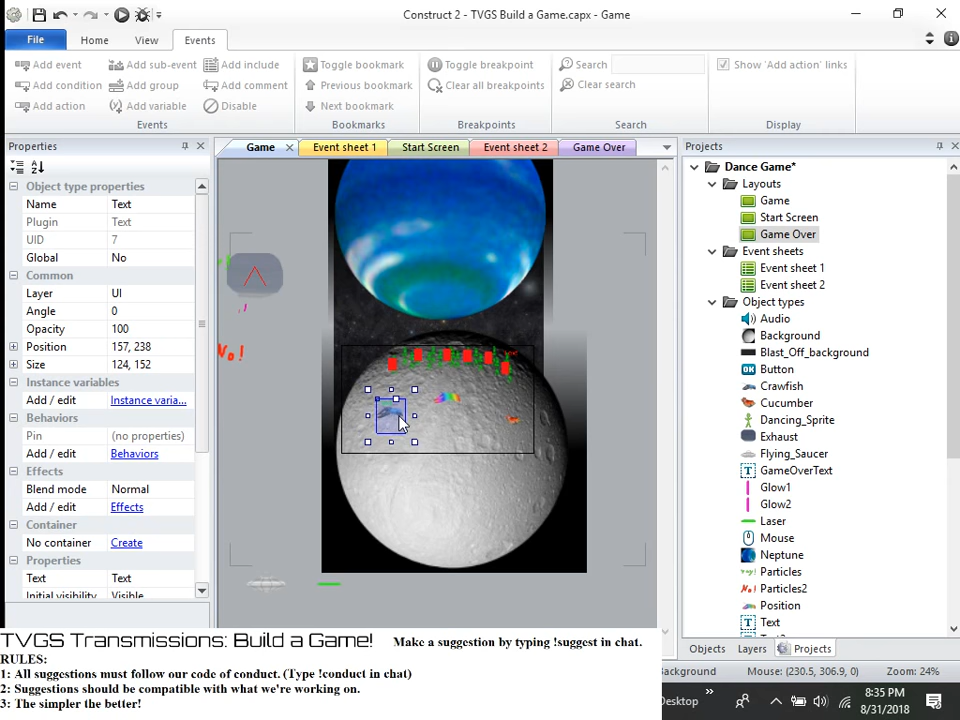 Construct 2 - TVGS Build a Game.capx - Game
File
Home
View
Events
Add event
Add sub-event
Add include
Toggle bookmark
Toggle breakpoint
Search
Show 'Add action' links
Add condition
Add group
Add comment
Previous bookmark
Clear all breakpoints
Clear search
Add action
(x) Add variable
Disable
Next bookmark
Events
Bookmarks
Breakpoints
Search
Display
Properties
Game
Event sheet 1
Start Screen
Event sheet 2
Game Over
Projects
Object type properties
Name Text
Plugin Text
UID 7
Global No
Common
Layer UI
Angle 0
Opacity 100
Position 157, 238
Size 124, 152
Instance variables
Add / edit Instance varia...
Behaviors
Pin (no properties)
Add / edit Behaviors
Effects
Blend mode Normal
Add / edit Effects
Container
No container Create
Properties
Text Text
Initial visibility Visible
No!
Dance Game*
Layouts
Game
Start Screen
Game Over
Event sheets
Event sheet 1
Event sheet 2
Object types
Audio
Background
Blast_Off_background
OK Button
Crawfish
Cucumber
Dancing_Sprite
Exhaust
Flying_Saucer
T GameOverText
Glow1
Glow2
Laser
Mouse
Neptune
Particles
No! Particles2
Position
T Text
Objects
Layers
Projects
Mouse: (230.5, 306.9, 0)
Zoom: 24%
TVGS Transmissions: Build a Game!
Make a suggestion by typing !suggest in chat.
RULES:
1: All suggestions must follow our code of conduct. (Type !conduct in chat)
2: Suggestions should be compatible with what we're working on.
3: The simpler the better!
8:35 PM
8/31/2018